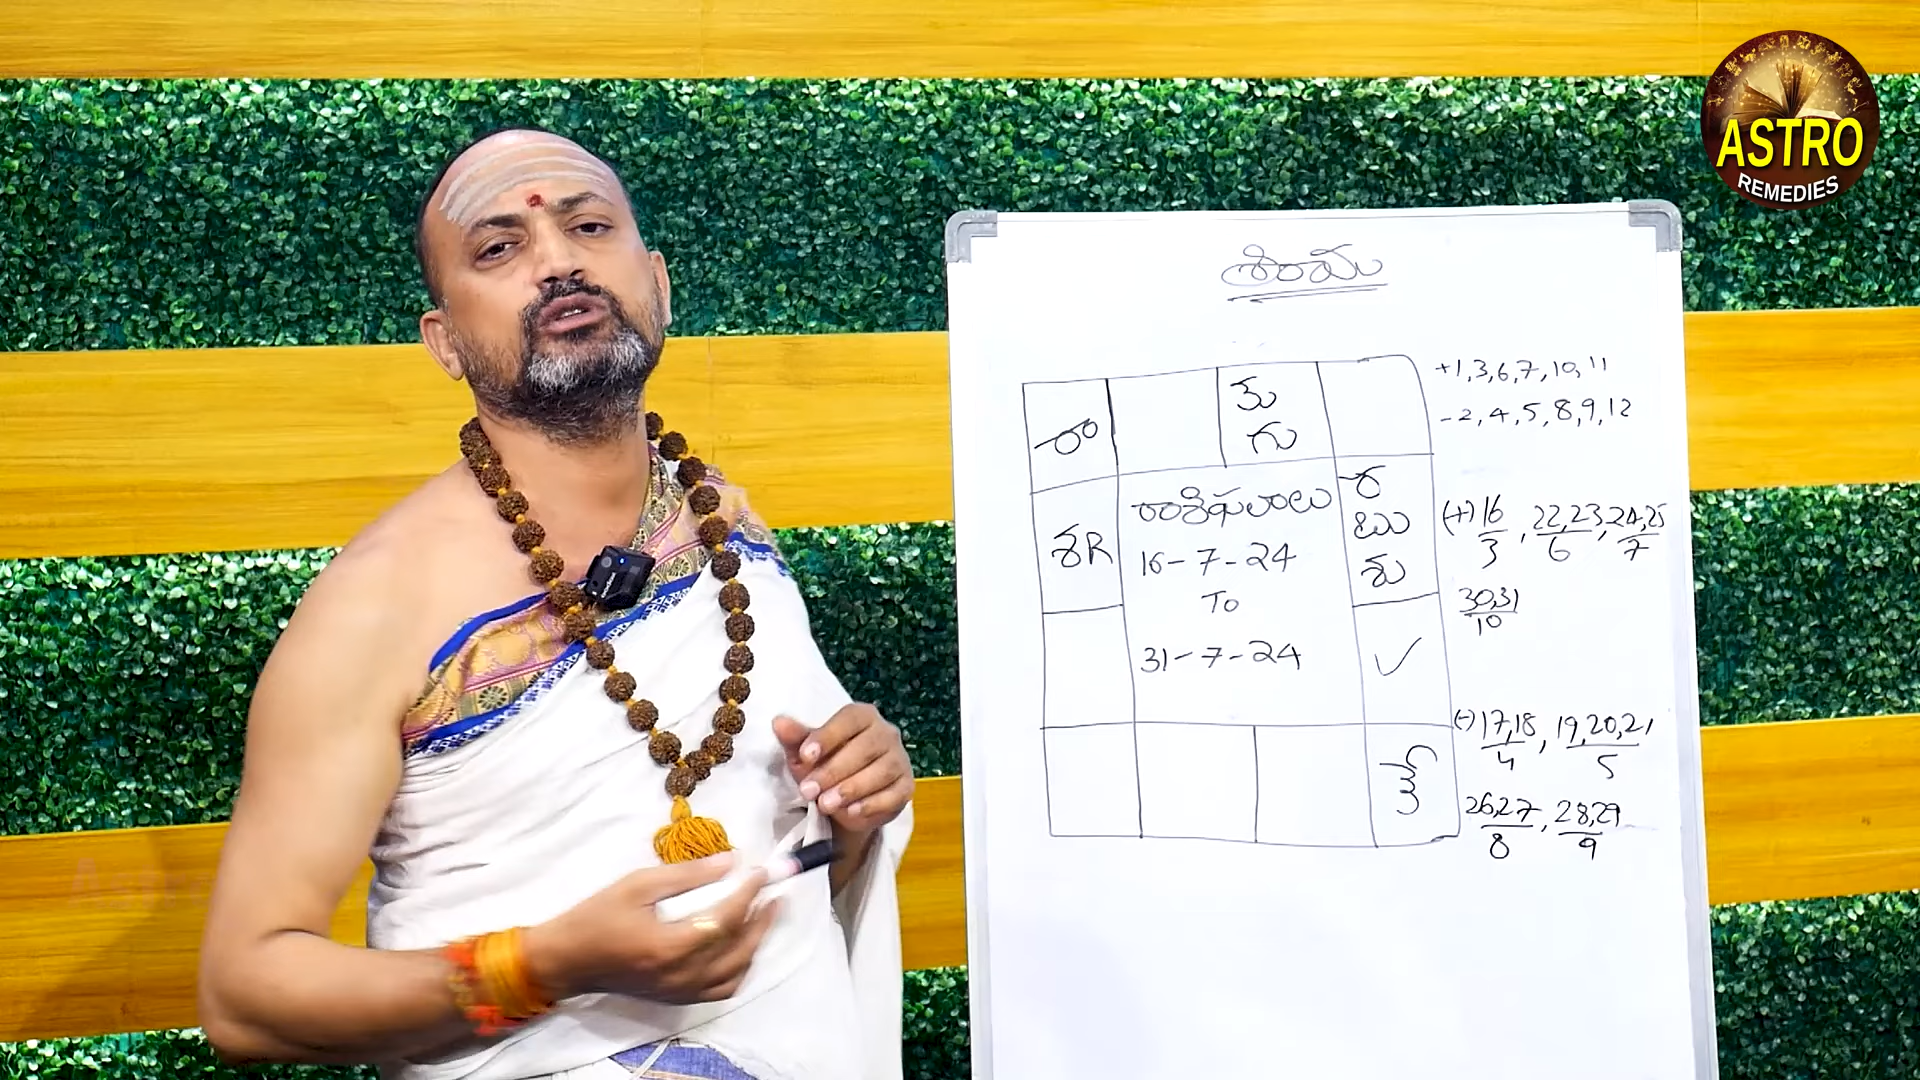 ASTRO
REMEDIES
శ్రీరామ
+1, 3, 6, 7, 10, 11
-2, 4, 5, 8, 9, 12
రా
కు
గు
ర
బు
శు
శR
రాశిఫలాలు
16-7-24
To
31-7-24
✓
కే
(+) 16/3, 22,23/6, 24,25/7
30,31/10
(-) 17,18/4, 19,20,21/5
26,27/8, 28,29/9